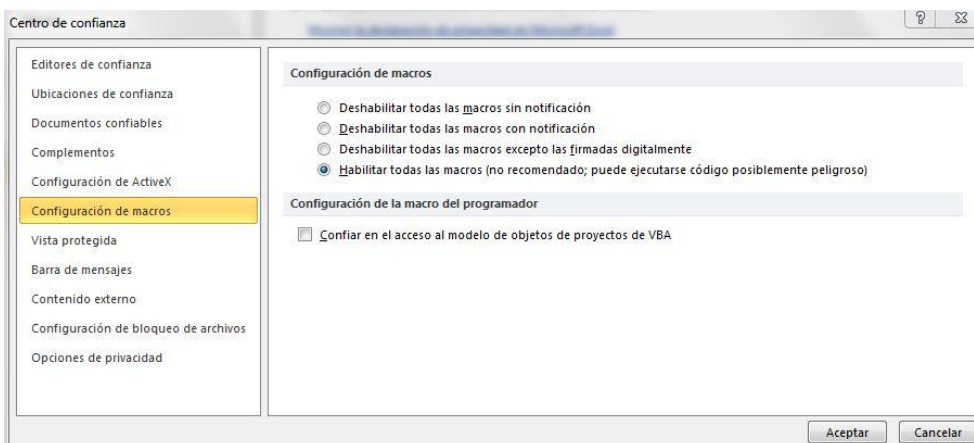 Centro de confianza
Editores de confianza
Ubicaciones de confianza
Documentos confiables
Complementos
Configuración de ActiveX
Configuración de macros
Vista protegida
Barra de mensajes
Contenido externo
Configuración de bloqueo de archivos
Opciones de privacidad
Configuración de macros
Deshabilitar todas las macros sin notificación
Deshabilitar todas las macros con notificación
Deshabilitar todas las macros excepto las firmadas digitalmente
Habilitar todas las macros (no recomendado; puede ejecutarse código posiblemente peligroso)
Configuración de la macro del programador
Confiar en el acceso al modelo de objetos de proyectos de VBA
Aceptar
Cancelar